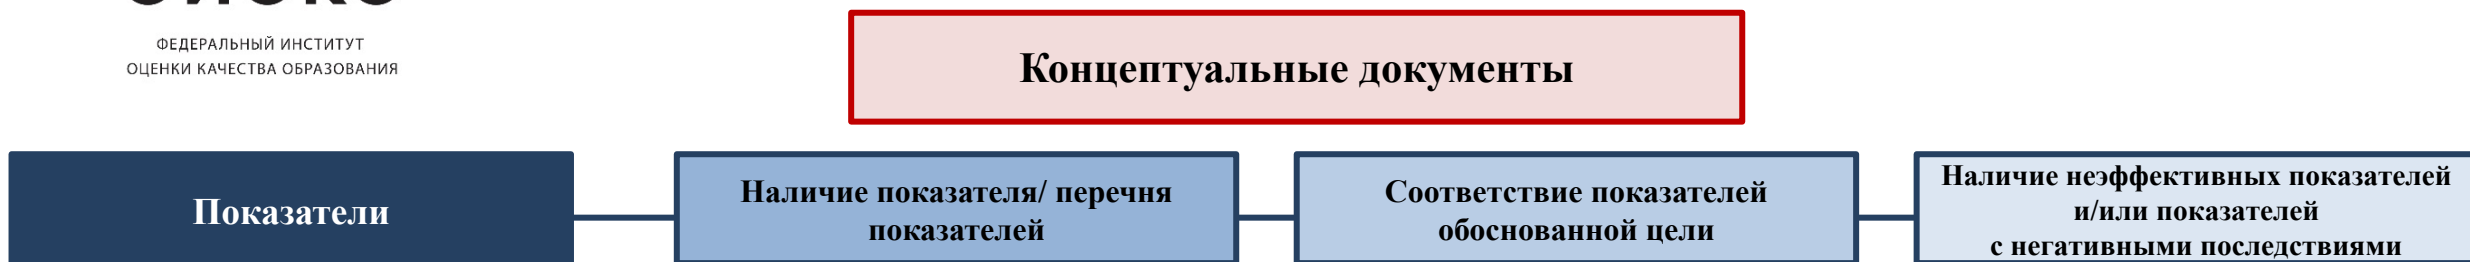 ФЕДЕРАЛЬНЫЙ ИНСТИТУТ
ОЦЕНКИ КАЧЕСТВА ОБРАЗОВАНИЯ
Концептуальные документы
Показатели
Наличие показателя/ перечня
показателей
Соответствие показателей
обоснованной цели
Наличие неэффективных показателей
и/или показателей
с негативными последствиями